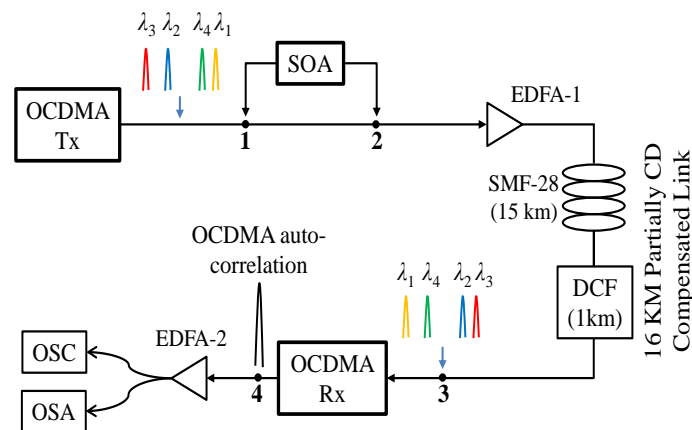 λ3 λ2 λ4 λ1
SOA
OCDMA
Tx
1
2
EDFA-1
SMF-28
(15 km)
16 KM Partially CD
Compensated Link
DCF
(1km)
OCDMA auto-
correlation
λ1 λ4 λ2 λ3
OSC
EDFA-2
OCDMA
Rx
4
3
OSA